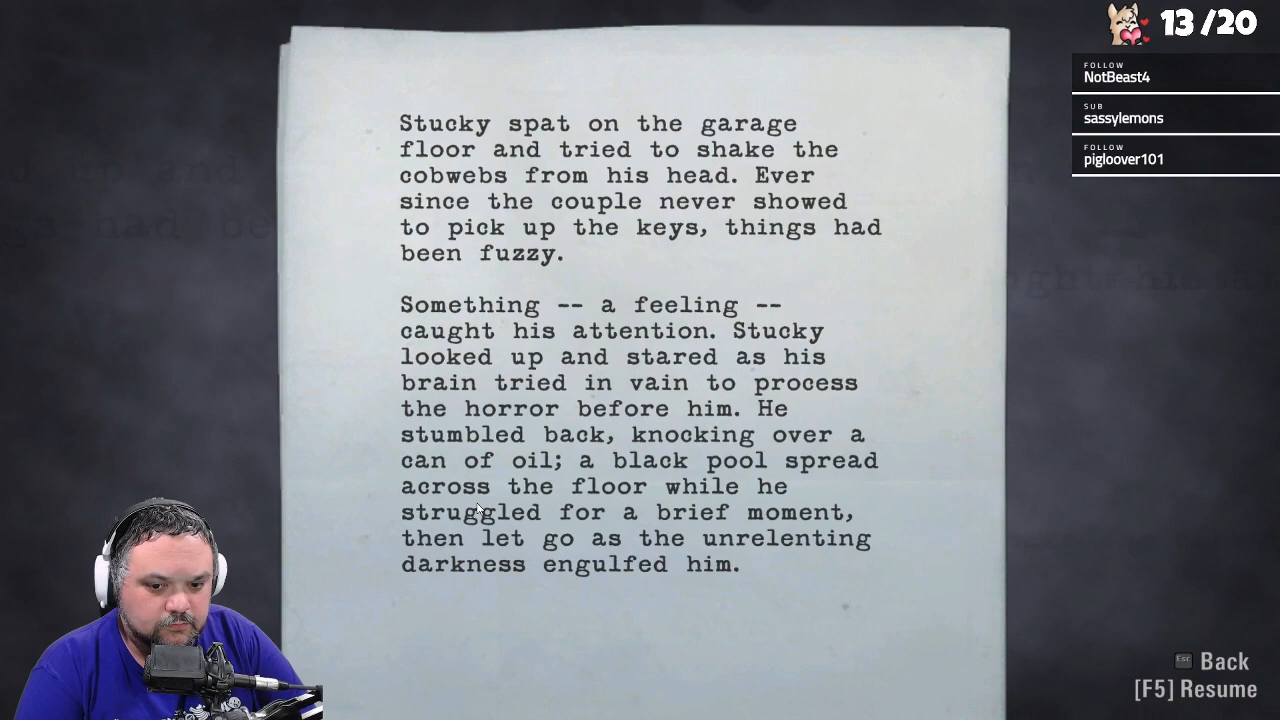 Stucky spat on the garage
floor and tried to shake the
cobwebs from his head. Ever
since the couple never showed
to pick up the keys, things had
been fuzzy.
Something -- a feeling --
caught his attention. Stucky
looked up and stared as his
brain tried in vain to process
the horror before him. He
stumbled back, knocking over a
can of oil; a black pool spread
across the floor while he
struggled for a brief moment,
then let go as the unrelenting
darkness engulfed him.
13 /20
FOLLOW
NotBeast4
SUB
sassylemons
FOLLOW
pigloover101
Esc Back
[F5] Resume